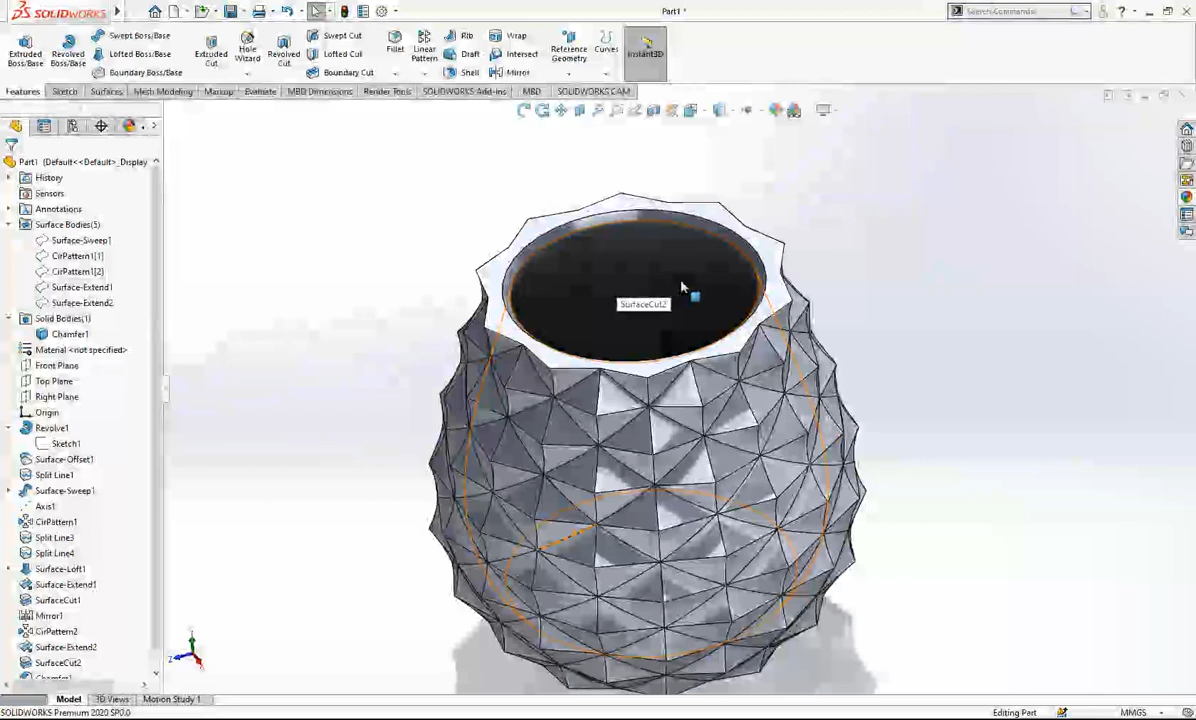 SOLIDWORKS
Part1 *
Search Commands
Extruded Boss/Base
Revolved Boss/Base
Swept Boss/Base
Lofted Boss/Base
Boundary Boss/Base
Extruded Cut
Hole Wizard
Revolved Cut
Swept Cut
Lofted Cut
Boundary Cut
Fillet
Linear Pattern
Rib
Draft
Shell
Wrap
Intersect
Mirror
Reference Geometry
Curves
Instant3D
Features
Sketch
Surfaces
Mesh Modeling
Markup
Evaluate
MBD Dimensions
Render Tools
SOLIDWORKS Add-Ins
MBD
SOLIDWORKS CAM
Part1 (Default<<Default>_Display
History
Sensors
Annotations
Surface Bodies(5)
Surface-Sweep1
CirPattern1[1]
CirPattern1[2]
Surface-Extend1
Surface-Extend2
Solid Bodies(1)
Chamfer1
Material <not specified>
Front Plane
Top Plane
Right Plane
Origin
Revolve1
Sketch1
Surface-Offset1
Split Line1
Surface-Sweep1
Axis1
CirPattern1
Split Line3
Split Line4
Surface-Loft1
Surface-Extend1
SurfaceCut1
Mirror1
CirPattern2
Surface-Extend2
SurfaceCut2
Chamfer1
SurfaceCut2
Z
Model
3D Views
Motion Study 1
SOLIDWORKS Premium 2020 SP0.0
Editing Part
MMGS